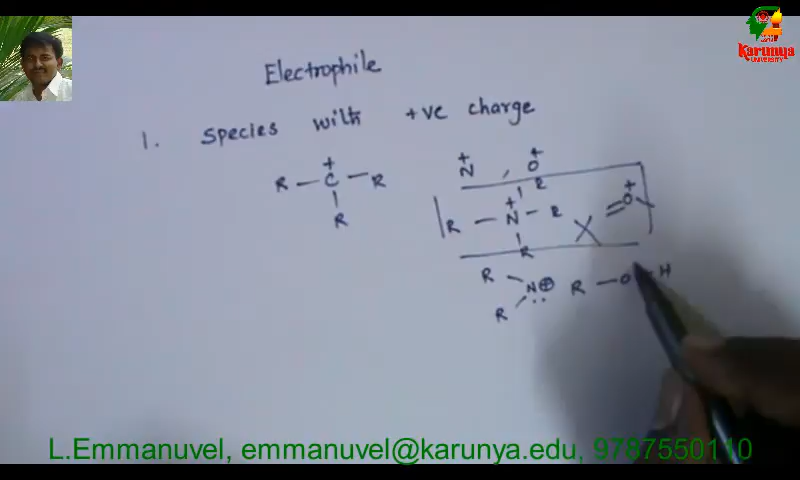 Karunya
UNIVERSITY
Electrophile
1. Species with +ve charge
+ + +
R — C — R N , O
R
+ R +
R — N — R X = O
R R
R N ⊕ R — O H
R ..
L.Emmanuvel, emmanuvel@karunya.edu, 9787550110